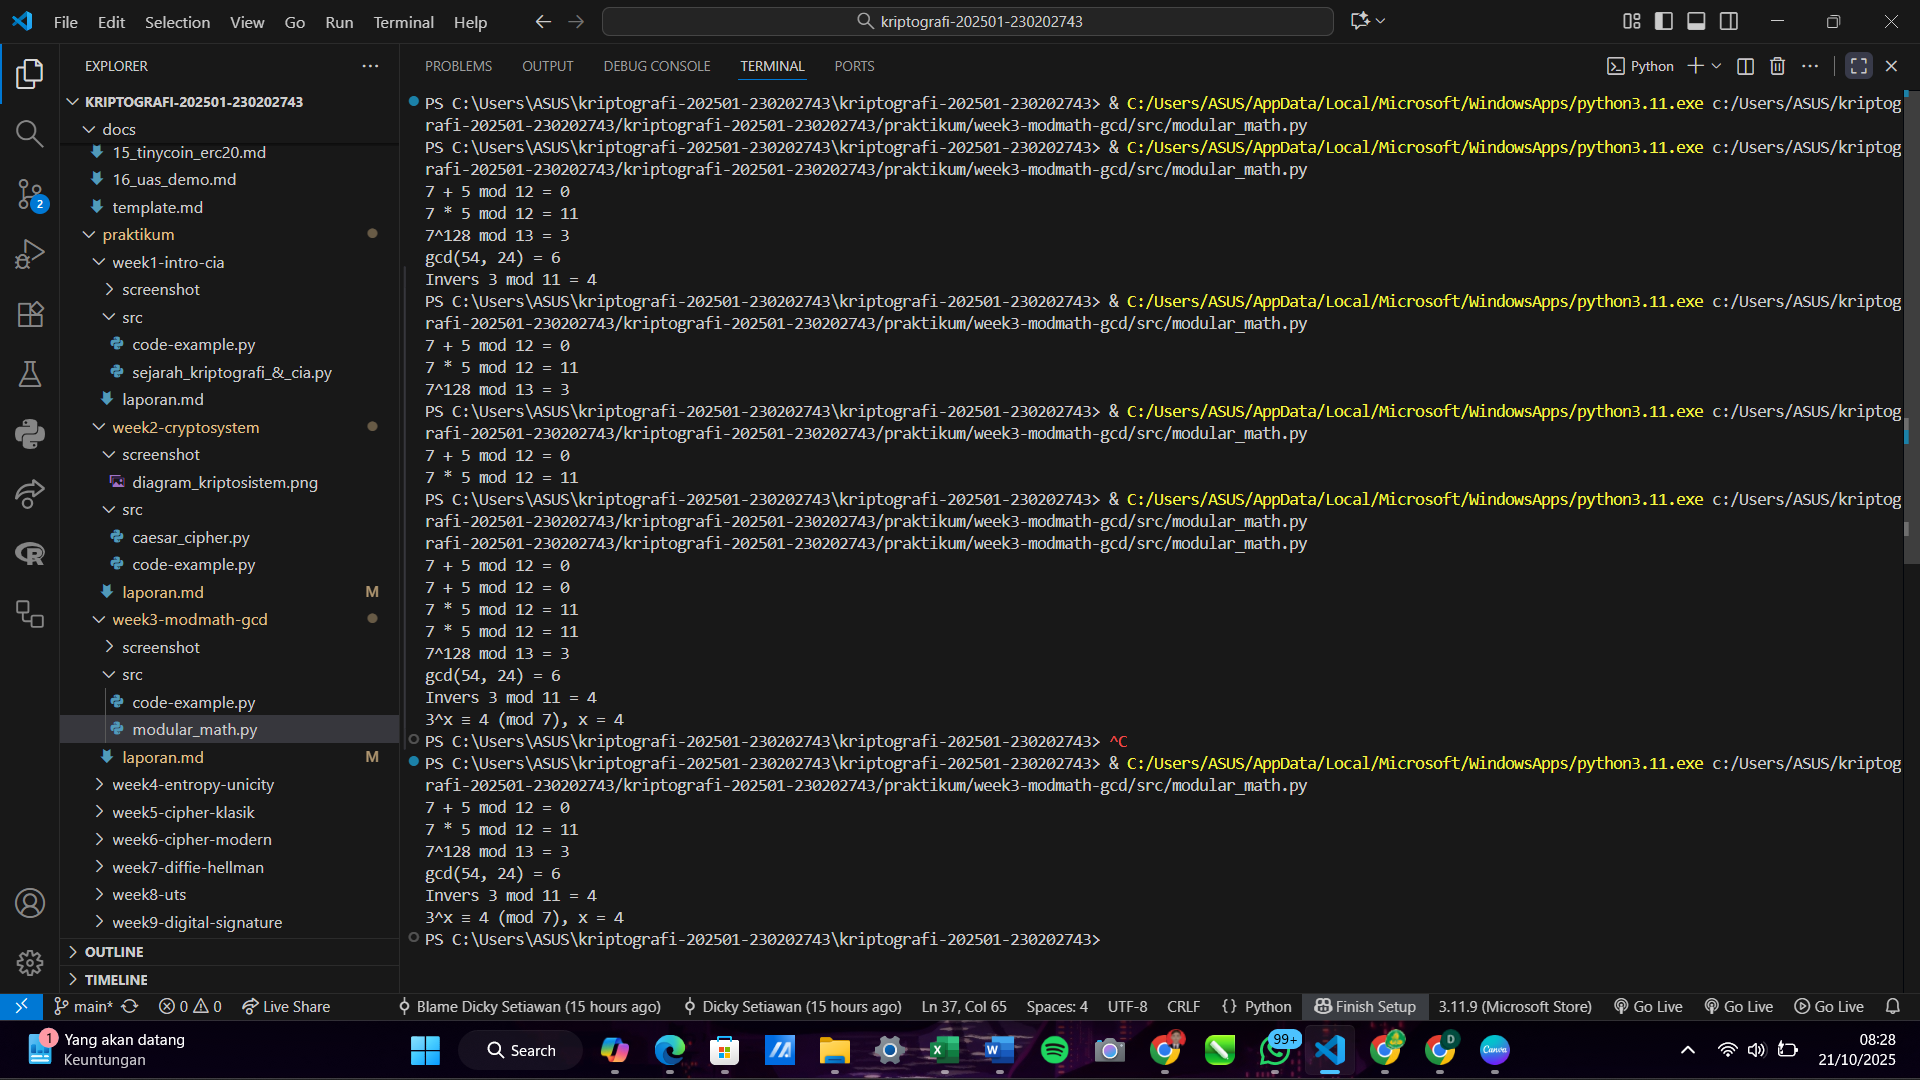 File Edit Selection View Go Run Terminal Help
kriptografi-202501-230202743
EXPLORER
KRIPTOGRAFI-202501-230202743
docs
15_tinycoin_erc20.md
16_uas_demo.md
template.md
praktikum
week1-intro-cia
screenshot
src
code-example.py
sejarah_kriptografi_&_cia.py
laporan.md
week2-cryptosystem
screenshot
diagram_kriptosistem.png
src
caesar_cipher.py
code-example.py
laporan.md M
week3-modmath-gcd
screenshot
src
code-example.py
modular_math.py
laporan.md M
week4-entropy-unicity
week5-cipher-klasik
week6-cipher-modern
week7-diffie-hellman
week8-uts
week9-digital-signature
OUTLINE
TIMELINE
2
PROBLEMS OUTPUT DEBUG CONSOLE TERMINAL PORTS
Python
PS C:\Users\ASUS\kriptografi-202501-230202743\kriptografi-202501-230202743> & C:/Users/ASUS/AppData/Local/Microsoft/WindowsApps/python3.11.exe c:/Users/ASUS/kriptog
rafi-202501-230202743/kriptografi-202501-230202743/praktikum/week3-modmath-gcd/src/modular_math.py
PS C:\Users\ASUS\kriptografi-202501-230202743\kriptografi-202501-230202743> & C:/Users/ASUS/AppData/Local/Microsoft/WindowsApps/python3.11.exe c:/Users/ASUS/kriptog
rafi-202501-230202743/kriptografi-202501-230202743/praktikum/week3-modmath-gcd/src/modular_math.py
7 + 5 mod 12 = 0
7 * 5 mod 12 = 11
7^128 mod 13 = 3
gcd(54, 24) = 6
Invers 3 mod 11 = 4
PS C:\Users\ASUS\kriptografi-202501-230202743\kriptografi-202501-230202743> & C:/Users/ASUS/AppData/Local/Microsoft/WindowsApps/python3.11.exe c:/Users/ASUS/kriptog
rafi-202501-230202743/kriptografi-202501-230202743/praktikum/week3-modmath-gcd/src/modular_math.py
7 + 5 mod 12 = 0
7 * 5 mod 12 = 11
7^128 mod 13 = 3
PS C:\Users\ASUS\kriptografi-202501-230202743\kriptografi-202501-230202743> & C:/Users/ASUS/AppData/Local/Microsoft/WindowsApps/python3.11.exe c:/Users/ASUS/kriptog
rafi-202501-230202743/kriptografi-202501-230202743/praktikum/week3-modmath-gcd/src/modular_math.py
7 + 5 mod 12 = 0
7 * 5 mod 12 = 11
PS C:\Users\ASUS\kriptografi-202501-230202743\kriptografi-202501-230202743> & C:/Users/ASUS/AppData/Local/Microsoft/WindowsApps/python3.11.exe c:/Users/ASUS/kriptog
rafi-202501-230202743/kriptografi-202501-230202743/praktikum/week3-modmath-gcd/src/modular_math.py
rafi-202501-230202743/kriptografi-202501-230202743/praktikum/week3-modmath-gcd/src/modular_math.py
7 + 5 mod 12 = 0
7 + 5 mod 12 = 0
7 * 5 mod 12 = 11
7 * 5 mod 12 = 11
7^128 mod 13 = 3
gcd(54, 24) = 6
Invers 3 mod 11 = 4
3^x ≡ 4 (mod 7), x = 4
PS C:\Users\ASUS\kriptografi-202501-230202743\kriptografi-202501-230202743> ^C
PS C:\Users\ASUS\kriptografi-202501-230202743\kriptografi-202501-230202743> & C:/Users/ASUS/AppData/Local/Microsoft/WindowsApps/python3.11.exe c:/Users/ASUS/kriptog
rafi-202501-230202743/kriptografi-202501-230202743/praktikum/week3-modmath-gcd/src/modular_math.py
7 + 5 mod 12 = 0
7 * 5 mod 12 = 11
7^128 mod 13 = 3
gcd(54, 24) = 6
Invers 3 mod 11 = 4
3^x ≡ 4 (mod 7), x = 4
PS C:\Users\ASUS\kriptografi-202501-230202743\kriptografi-202501-230202743>
main* 0 0 Live Share Blame Dicky Setiawan (15 hours ago) Dicky Setiawan (15 hours ago) Ln 37, Col 65 Spaces: 4 UTF-8 CRLF {} Python Finish Setup 3.11.9 (Microsoft Store) Go Live Go Live Go Live
1
Yang akan datang
Keuntungan
Search
99+
D
Canva
08:28
21/10/2025